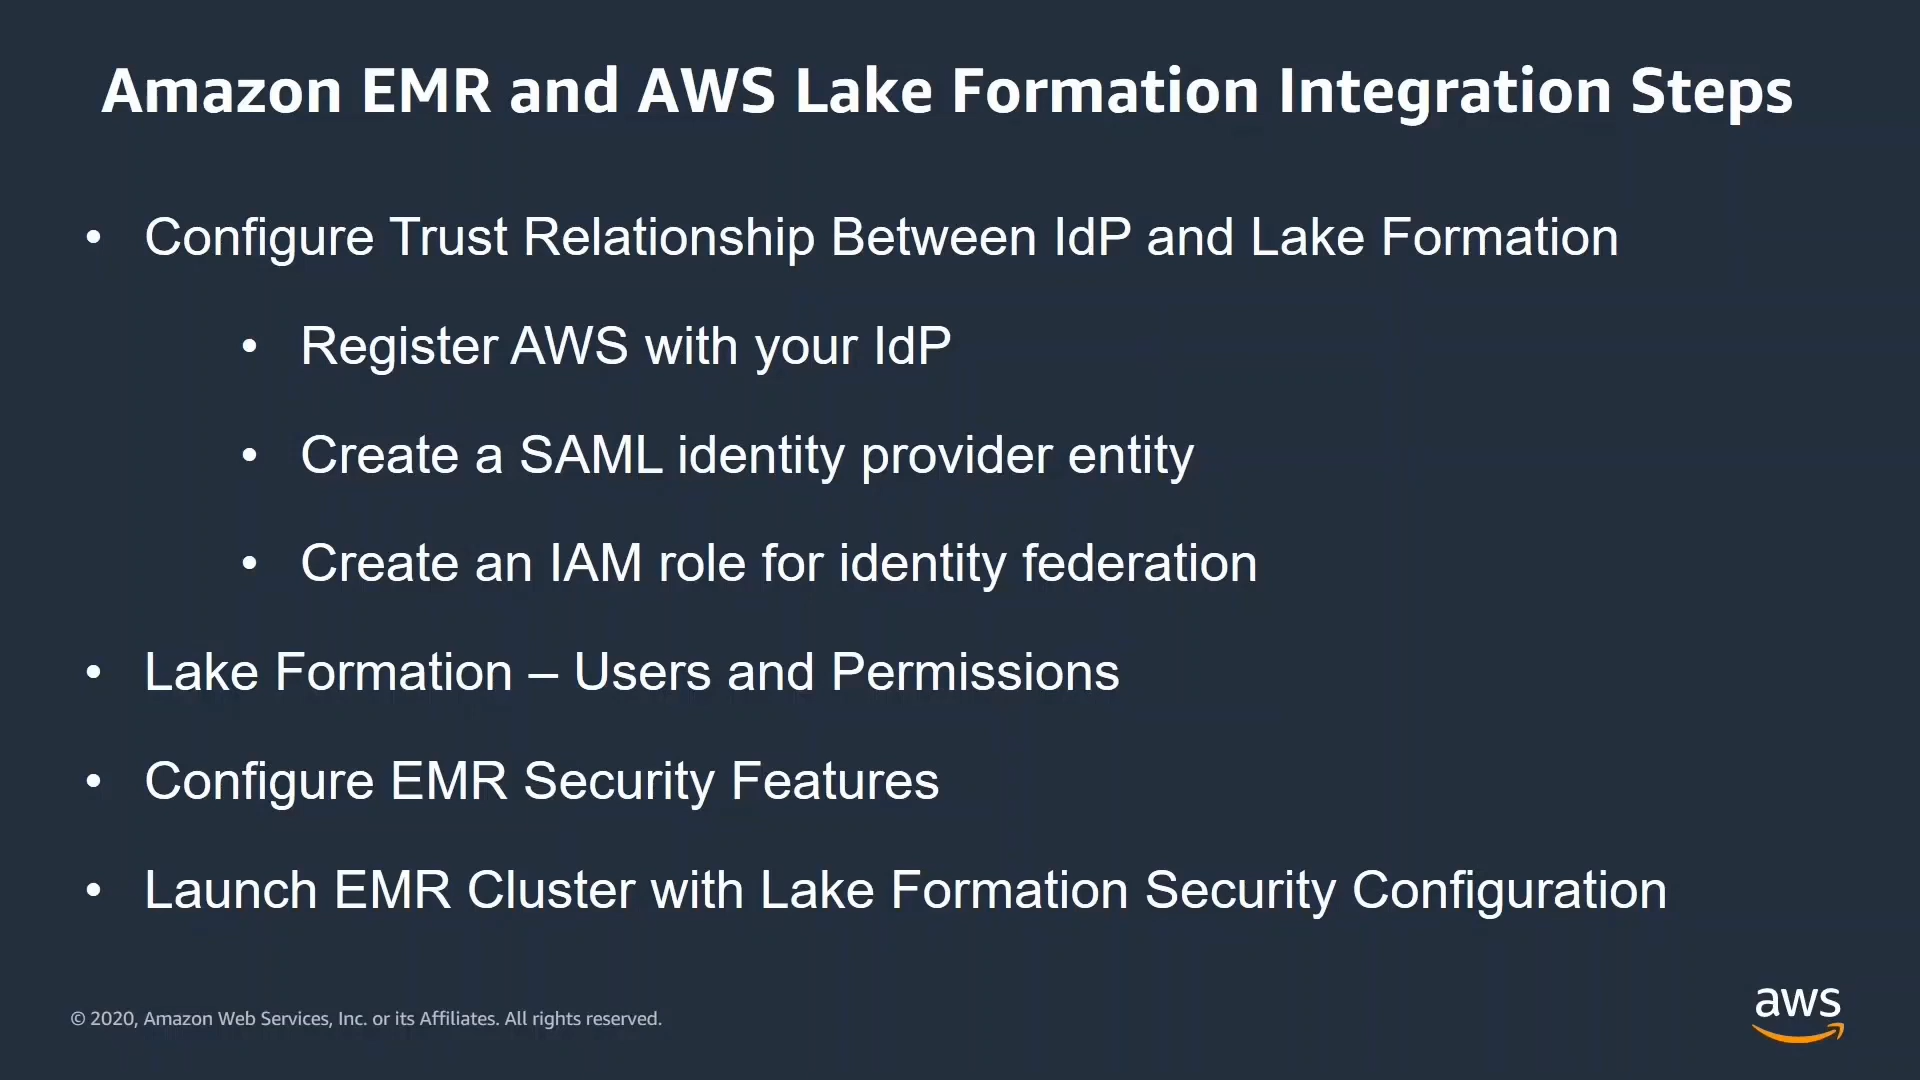 Amazon EMR and AWS Lake Formation Integration Steps
• Configure Trust Relationship Between IdP and Lake Formation
• Register AWS with your IdP
• Create a SAML identity provider entity
• Create an IAM role for identity federation
• Lake Formation – Users and Permissions
• Configure EMR Security Features
• Launch EMR Cluster with Lake Formation Security Configuration
© 2020, Amazon Web Services, Inc. or its Affiliates. All rights reserved.
aws